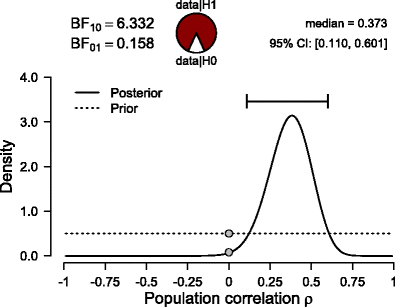 data|H1
BF10 = 6.332
median = 0.373
BF01 = 0.158
95% CI: [0.110, 0.601]
data|H0
Posterior
Prior
Density
4.0
3.0
2.0
1.0
0.0
-1 -0.75 -0.5 -0.25 0 0.25 0.5 0.75 1
Population correlation ρ